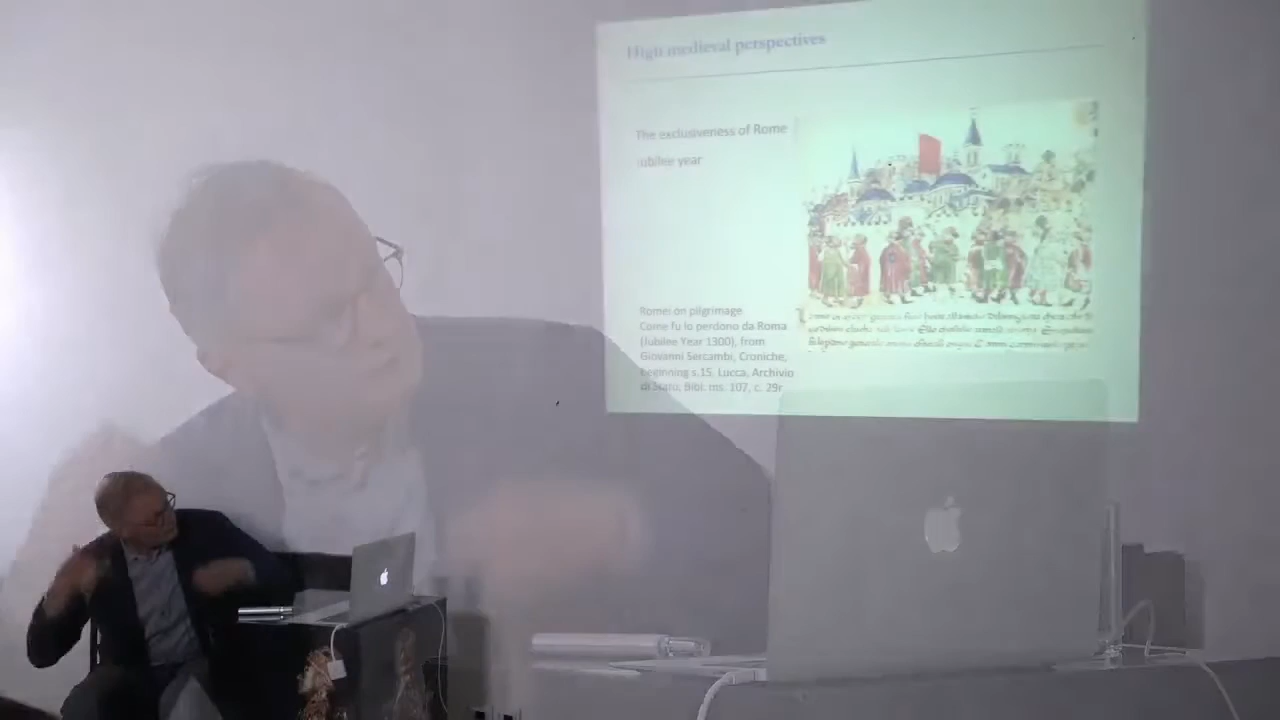 High medieval perspectives
The exclusiveness of Rome
Jubilee year
Romei on pilgrimage
Come fu lo perdono da Roma
(Jubilee Year 1300), from
Giovanni Sercambi, Croniche,
beginning s.15. Lucca, Archivio
di Stato, Bibl. ms. 107, c. 29r